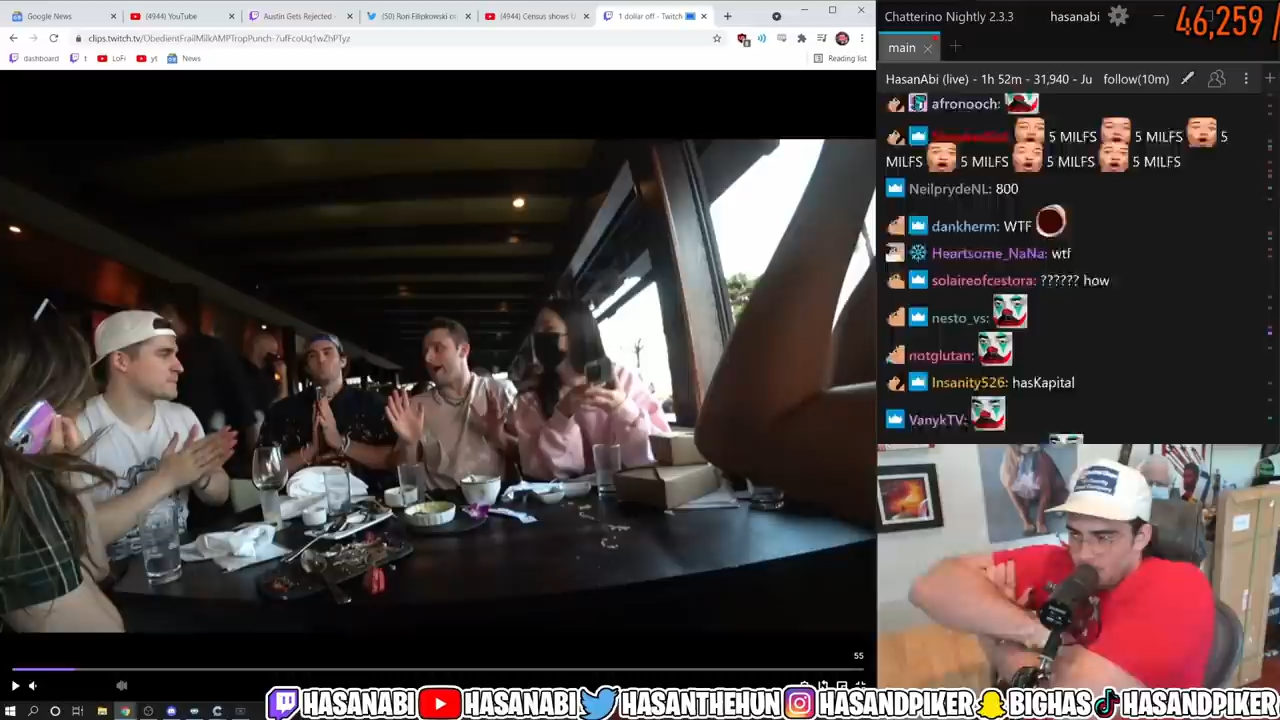 Google News
(4944) YouTube
Austin Gets Rejected -
(50) Ron Filipkowski co
(4944) Census shows U
1 dollar off - Twitch
clips.twitch.tv/ObedientFrailMilkAMPTropPunch-7ufFcoUq1wZhPTyz
dashboard
t
LoFi
yt
News
Reading list
55
Chatterino Nightly 2.3.3
hasanabi
46,259 /
main
HasanAbi (live) - 1h 52m - 31,940 - Ju
follow(10m)
afronooch:
5 MILFS 5 MILFS 5
MILFS 5 MILFS 5 MILFS 5 MILFS
NeilprydeNL: 800
dankherm: WTF
Heartsome_NaNa: wtf
solaireofcestora: ?????? how
nesto_vs:
notglutan:
Insanity526: hasKapital
VanykTV:
HASANABI HASANABI HASANTHEHUN HASANDPIKER BIGHAS HASANDPIKER